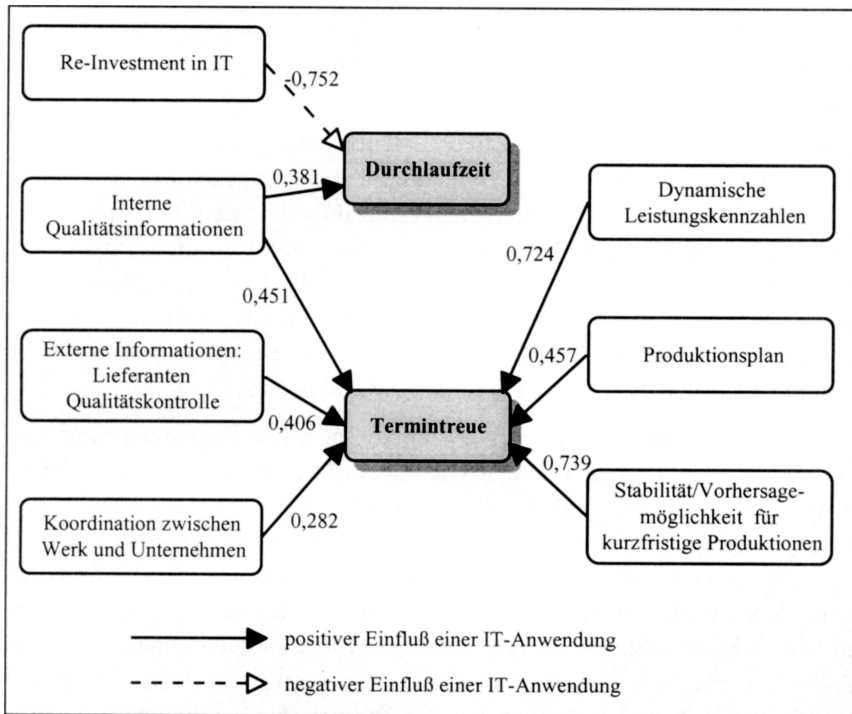 Re-Investment in IT
-0,752
Durchlaufzeit
0,381
Interne
Qualitätsinformationen
Dynamische
Leistungskennzahlen
0,724
0,451
Externe Informationen:
Lieferanten
Qualitätskontrolle
0,457
Produktionsplan
Termintreue
0,406
0,739
Koordination zwischen
Werk und Unternehmen
0,282
Stabilität/Vorhersage-
möglichkeit für
kurzfristige Produktionen
positiver Einfluß einer IT-Anwendung
negativer Einfluß einer IT-Anwendung